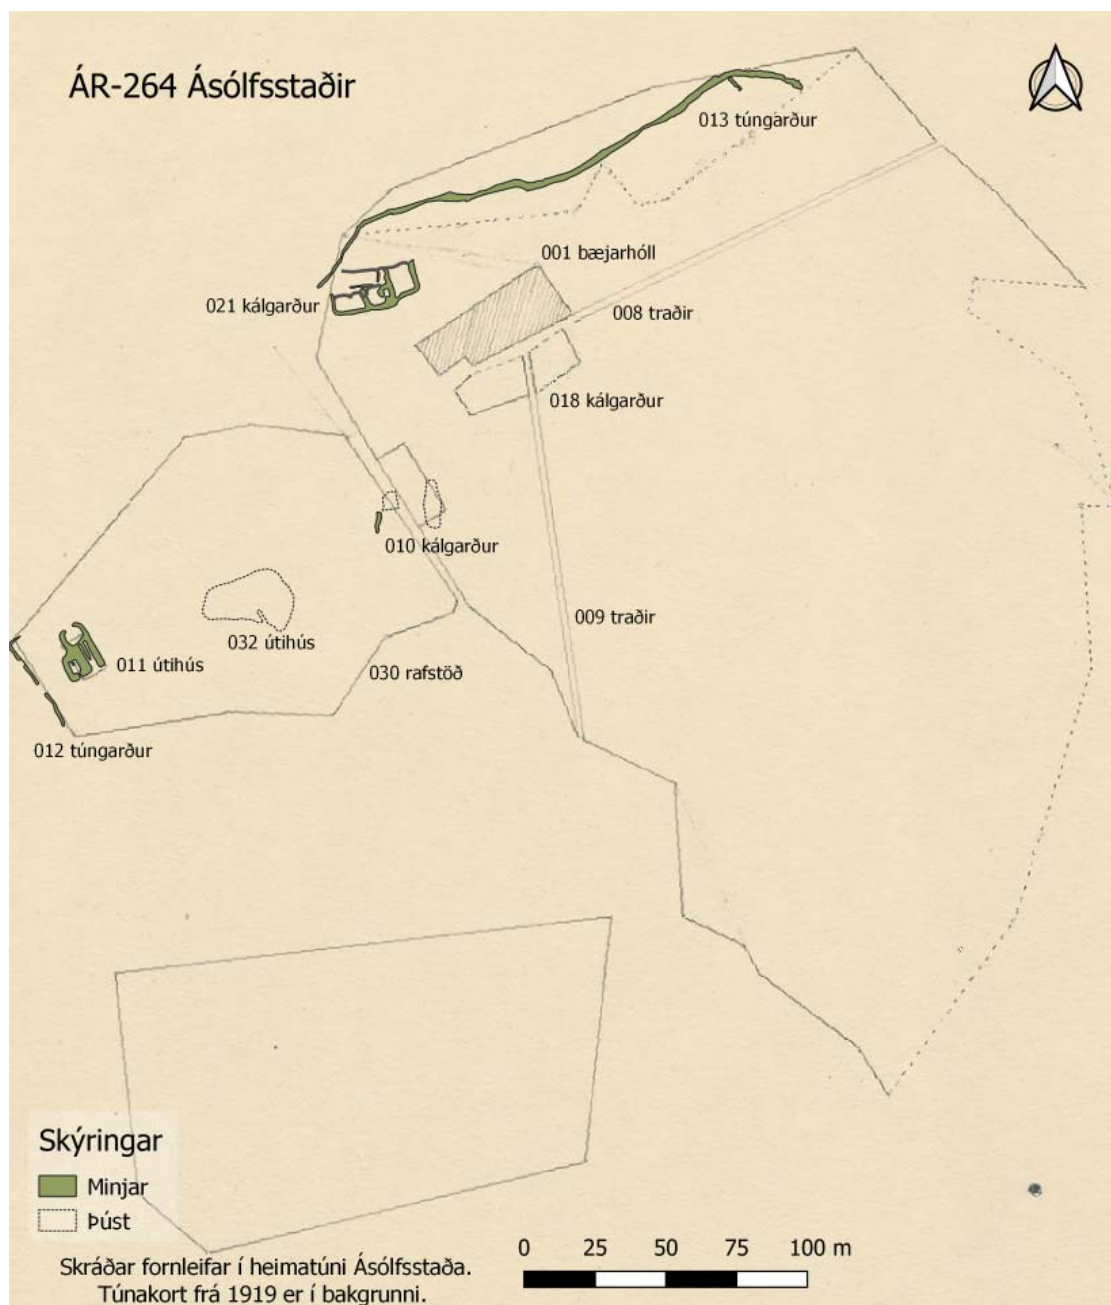 ÁR-264 Ásólfsstaðir
013 túngarður
001 bæjarhóll
021 kálgarður
008 traðir
018 kálgarður
010 kálgarður
009 traðir
032 útihús
011 útihús
030 rafstöð
012 túngarður
Skýringar
Minjar
Þúst
0 25 50 75 100 m
Skráðar fornleifar í heimatúni Ásólfsstaða.
Túnakort frá 1919 er í bakgrunni.